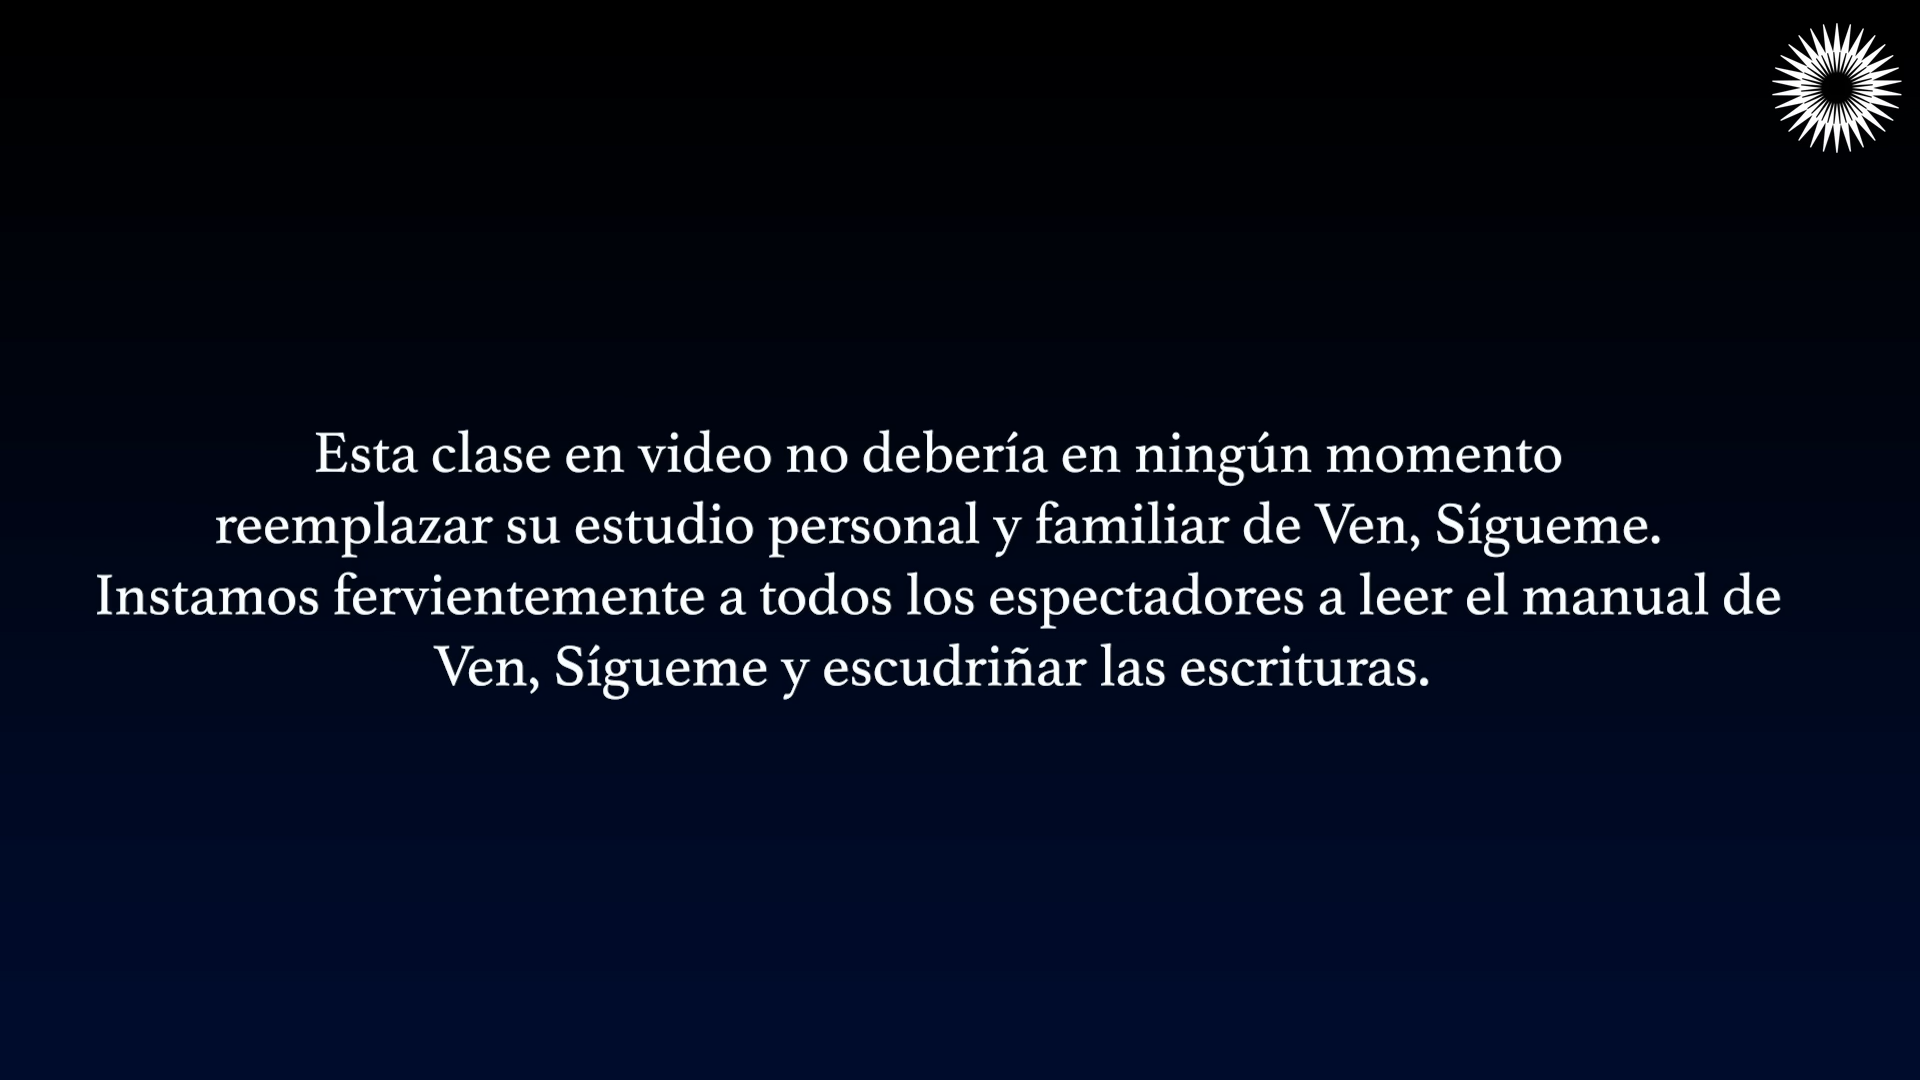 Esta clase en video no debería en ningún momento
reemplazar su estudio personal y familiar de Ven, Sígueme.
Instamos fervientemente a todos los espectadores a leer el manual de
Ven, Sígueme y escudriñar las escrituras.